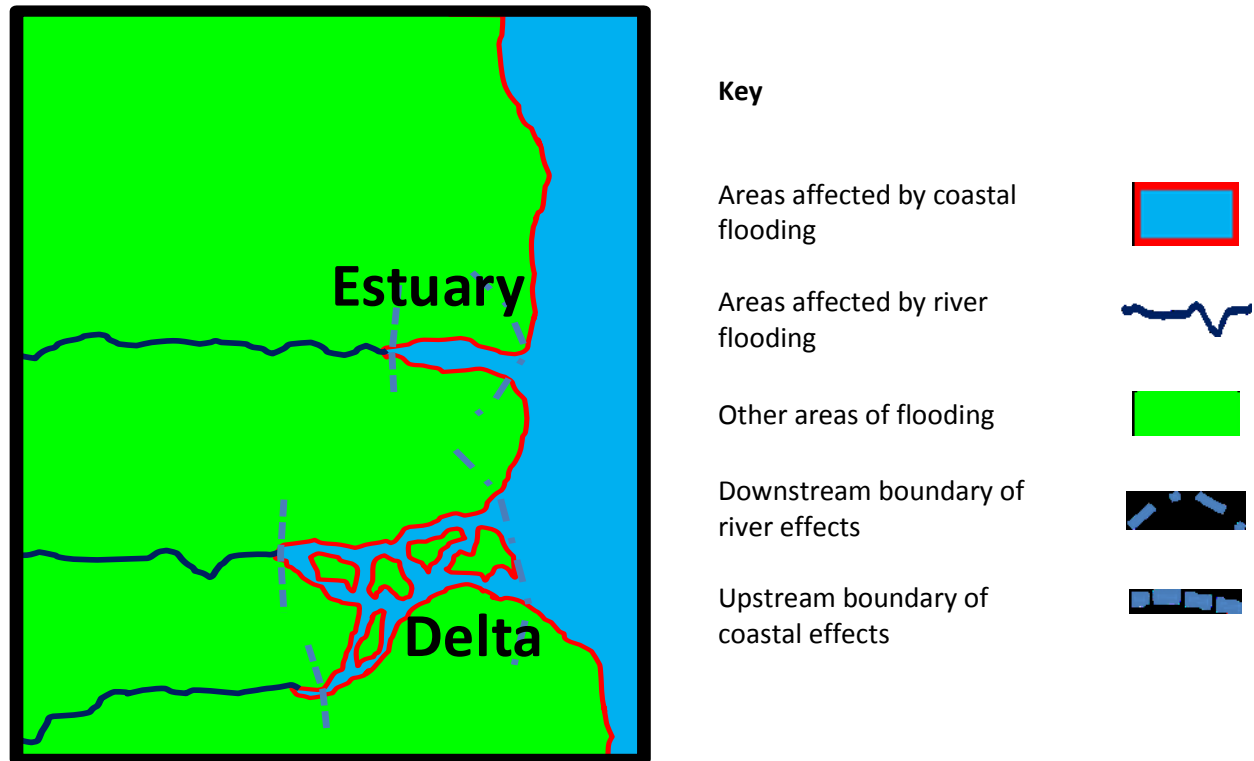 Estuary
Delta
Key
Areas affected by coastal
flooding
Areas affected by river
flooding
Other areas of flooding
Downstream boundary of
river effects
Upstream boundary of
coastal effects